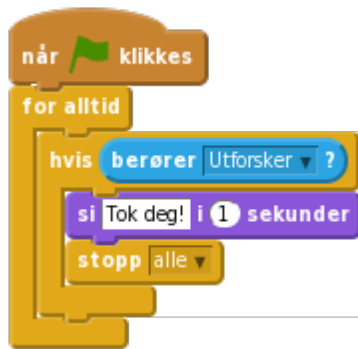 når klikkes
for alltid
hvis berører Utforsker ?
si Tok deg! i 1 sekunder
stopp alle